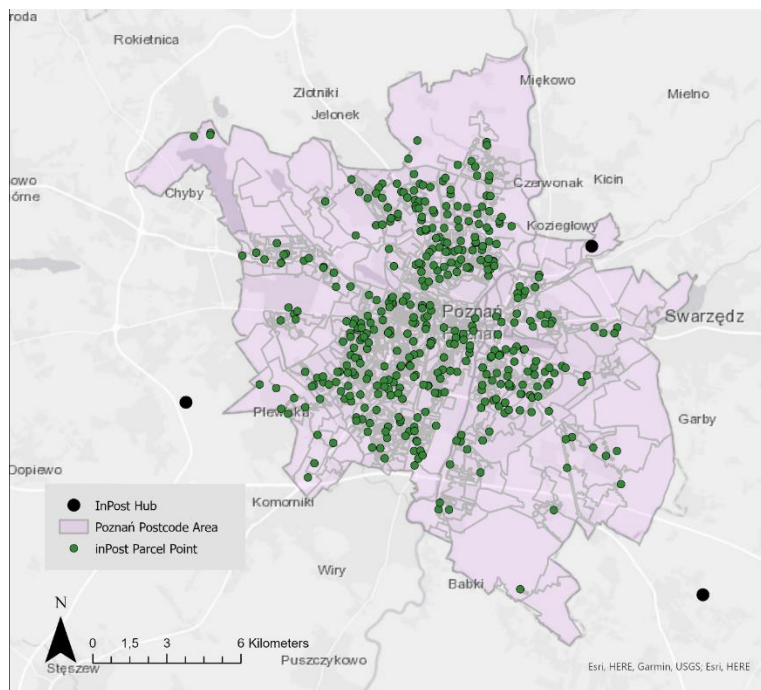 roda
Rokietnica
Miękowo
Złotniki
Mielno
Jelonek
Czerwonak
Kicin
owo
órne
Chyby
Koziegłowy
Poznań
Swarzędz
Plewiska
Garby
Dopiewo
InPost Hub
Komorniki
Poznań Postcode Area
inPost Parcel Point
Wiry
Babki
N
0 1,5 3 6 Kilometers
Puszczykowo
Stęszew
Esri, HERE, Garmin, USGS; Esri, HERE